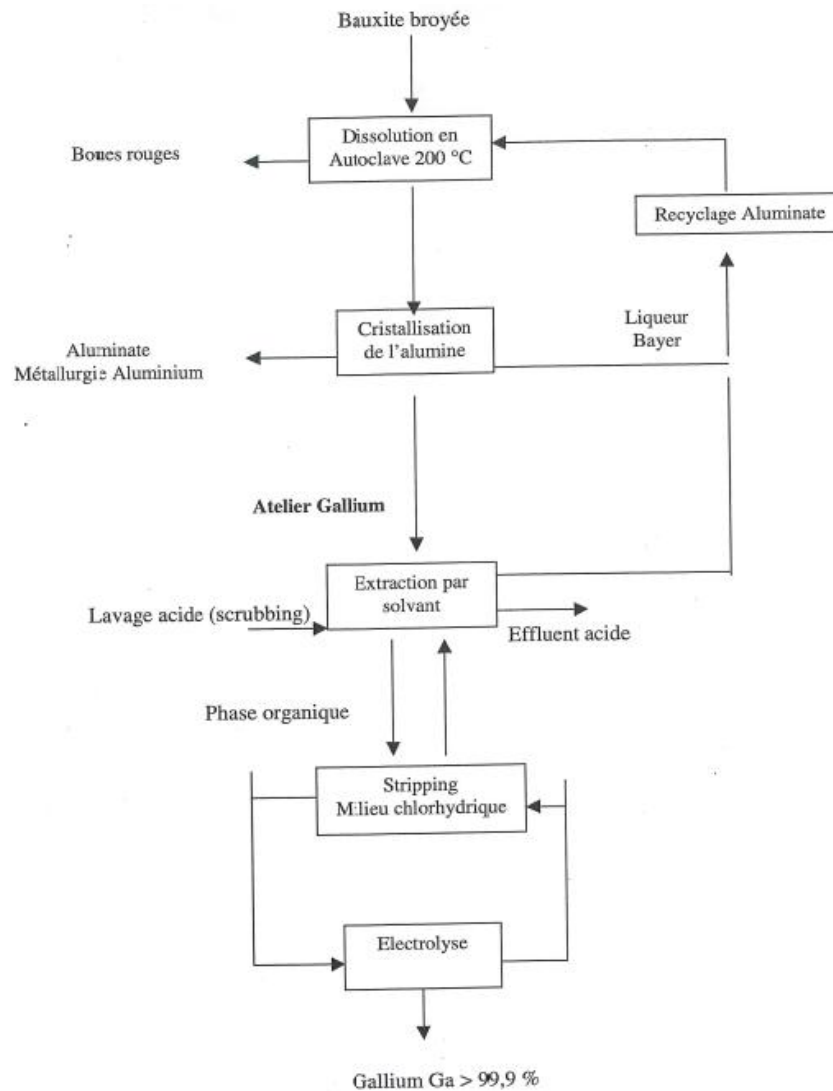 Bauxite broyée
Dissolution en
Autoclave 200 °C
Boues rouges
Recyclage Aluminate
Cristallisation
de l'alumine
Liqueur
Bayer
Aluminate
Métallurgie Aluminium
Atelier Gallium
Extraction par
solvant
Lavage acide (scrubbing)
Effluent acide
Phase organique
Stripping
Milieu chlorhydrique
Electrolyse
Gallium Ga > 99,9 %